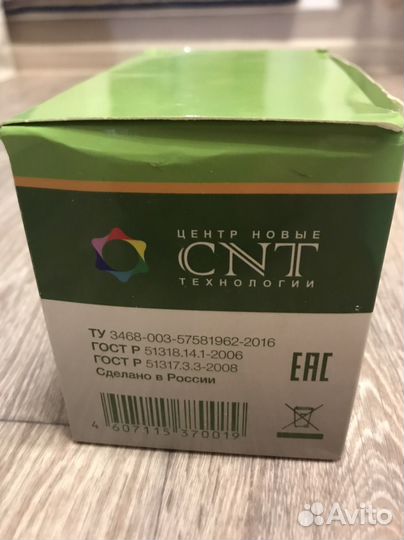 ЦЕНТР НОВЫЕ
CNT
ТЕХНОЛОГИИ
ТУ 3468-003-57581962-2016
ГОСТ Р 51318.14.1-2006
ГОСТ Р 51317.3.3-2008
Сделано в России
EAC
4 607115 370019
Avito